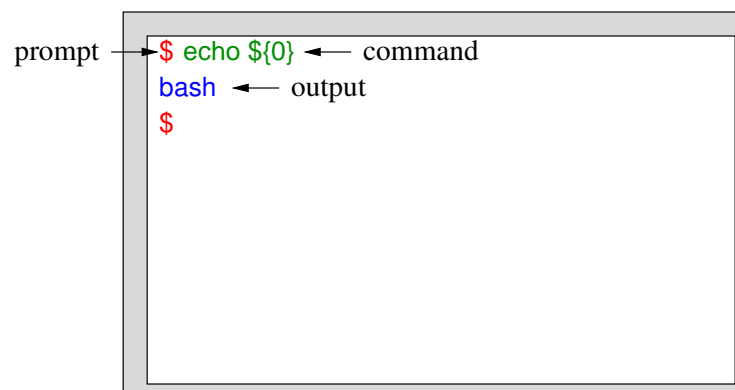 prompt $ echo ${0} command
bash output
$